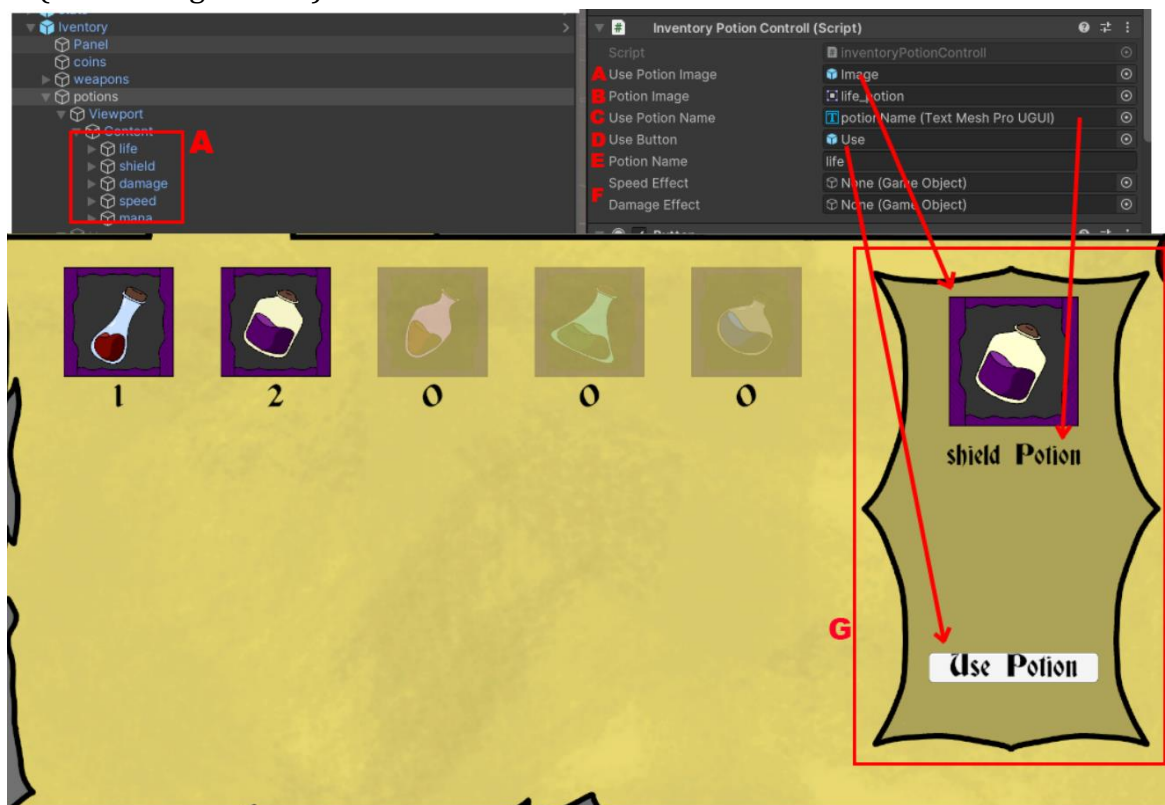 Iventory
Panel
coins
weapons
potions
Viewport
Content
life
shield
damage
speed
mana
A
# Inventory Potion Controll (Script)
Script inventoryPotionControll
A Use Potion Image Image
B Potion Image life_potion
C Use Potion Name potionName (Text Mesh Pro UGUI)
D Use Button Use
E Potion Name life
Speed Effect None (Game Object)
F
Damage Effect None (Game Object)
1 2 0 0 0
shield Potion
G
Use Potion